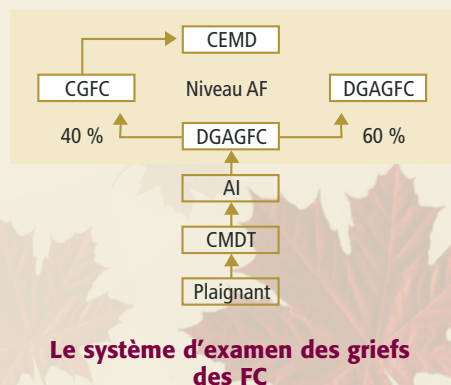 CEMD
CGFC Niveau AF DGAGFC
40 % DGAGFC 60 %
AI
CMDT
Plaignant
Le système d’examen des griefs
des FC